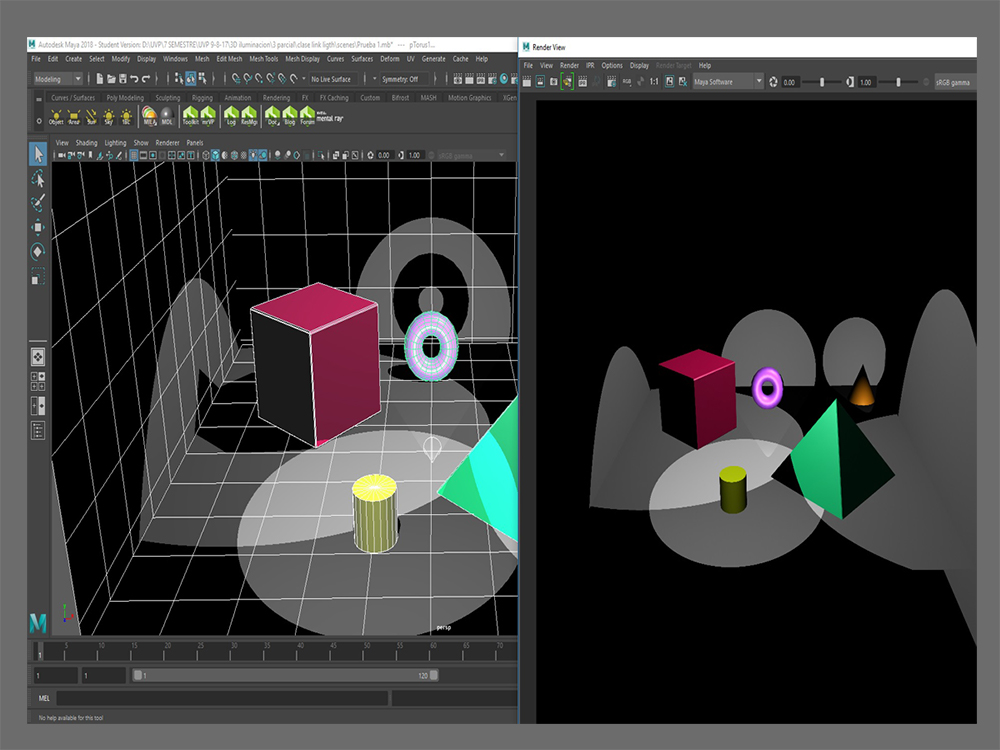 Autodesk Maya 2018 - Student Version: D:\UVP\7 SEMESTRE\UVP 9-8-17\3D iluminacion\3 parcial\clase link ligth\scenes\Prueba 1.mb* --- pTorus1...
File Edit Create Select Modify Display Windows Mesh Edit Mesh Mesh Tools Mesh Display Curves Surfaces Deform UV Generate Cache Help
Modeling No Live Surface Symmetry: Off
Curves / Surfaces Poly Modeling Sculpting Rigging Animation Rendering FX FX Caching Custom Bifrost MASH Motion Graphics XGen
Object Area Sun Sky MILA MDL Toolkit mrVP Log ResMp Doc Blog Forum mental ray
View Shading Lighting Show Renderer Panels
0.00 1.00 sRGB gamma
persp
1 5 10 15 20 25 30 35 40 45 50 55 60 65 70
1 1 1 120
MEL
No help available for this tool
Render View
File View Render IPR Options Display Render Target Help
RGB 1:1 Maya Software 0.00 1.00 sRGB gamma